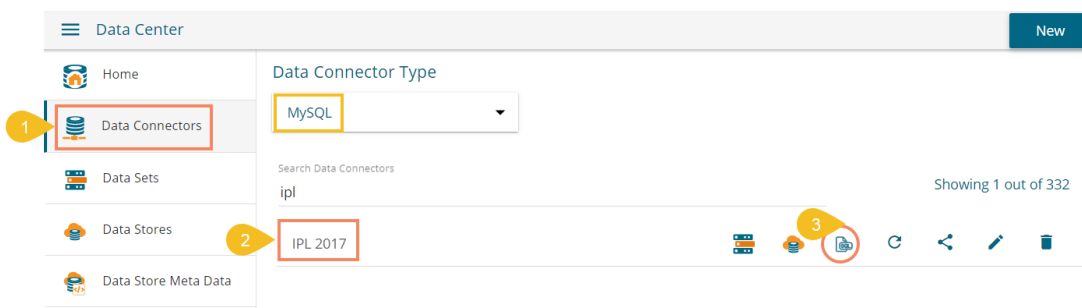 Data Center
New
Home
Data Connector Type
1
Data Connectors
MySQL
Data Sets
Search Data Connectors
ipl
Showing 1 out of 332
Data Stores
2
IPL 2017
3
SQL
Data Store Meta Data